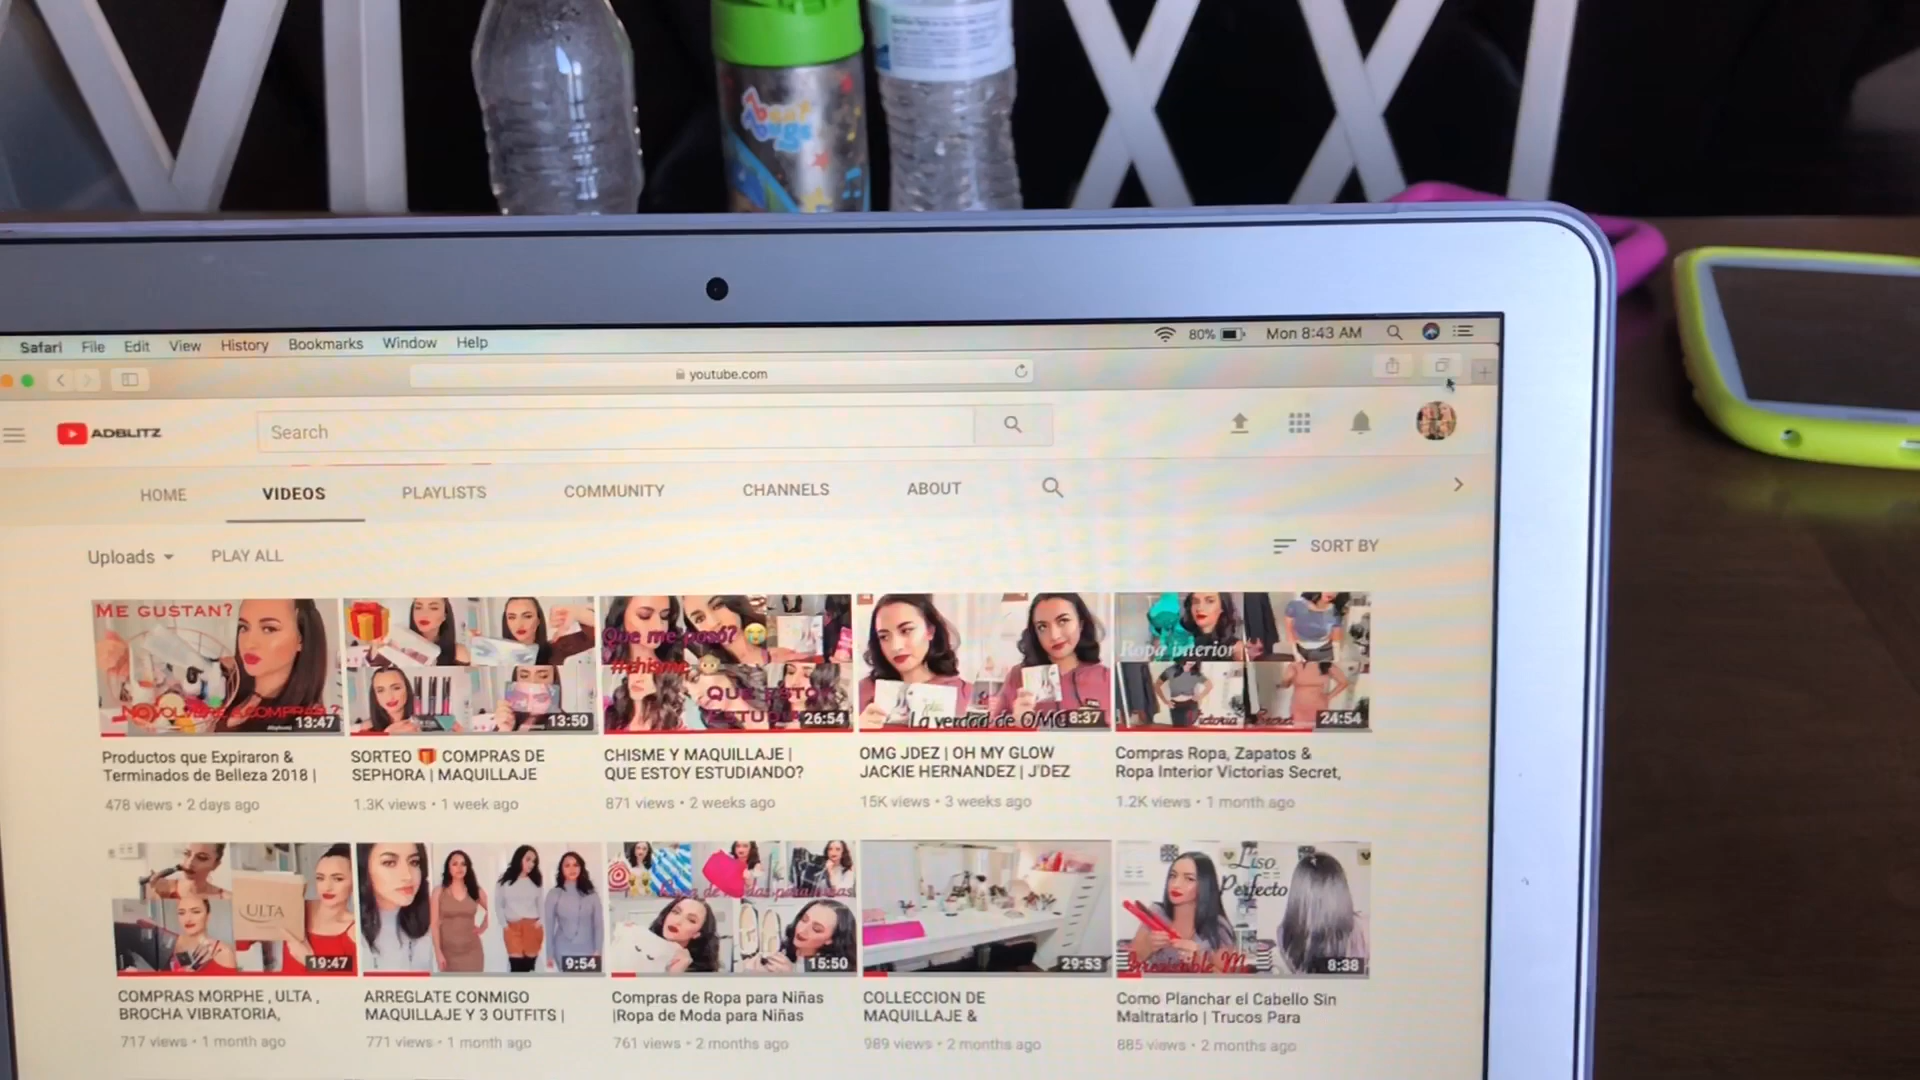 Safari File Edit View History Bookmarks Window Help 80% Mon 8:43 AM
youtube.com
ADBLITZ Search
HOME VIDEOS PLAYLISTS COMMUNITY CHANNELS ABOUT
Uploads PLAY ALL SORT BY
ME GUSTAN?
13:47
13:50
Que me pasó?
#chisme
QUE ESTOY
26:54
La verdad de OMG
8:37
Ropa interior
Victoria Secret
24:54
Productos que Expiraron &
Terminados de Belleza 2018 |
478 views • 2 days ago
SORTEO 🎁 COMPRAS DE
SEPHORA | MAQUILLAJE
1.3K views • 1 week ago
CHISME Y MAQUILLAJE |
QUE ESTOY ESTUDIANDO?
871 views • 2 weeks ago
OMG JDEZ | OH MY GLOW
JACKIE HERNANDEZ | J'DEZ
15K views • 3 weeks ago
Compras Ropa, Zapatos &
Ropa Interior Victorias Secret,
1.2K views • 1 month ago
ULTA
19:47
9:54
15:50
29:53
Liso
Perfecto
8:38
COMPRAS MORPHE , ULTA ,
BROCHA VIBRATORIA,
717 views • 1 month ago
ARREGLATE CONMIGO
MAQUILLAJE Y 3 OUTFITS |
771 views • 1 month ago
Compras de Ropa para Niñas
|Ropa de Moda para Niñas
761 views • 2 months ago
COLLECCION DE
MAQUILLAJE &
989 views • 2 months ago
Como Planchar el Cabello Sin
Maltratarlo | Trucos Para
885 views • 2 months ago